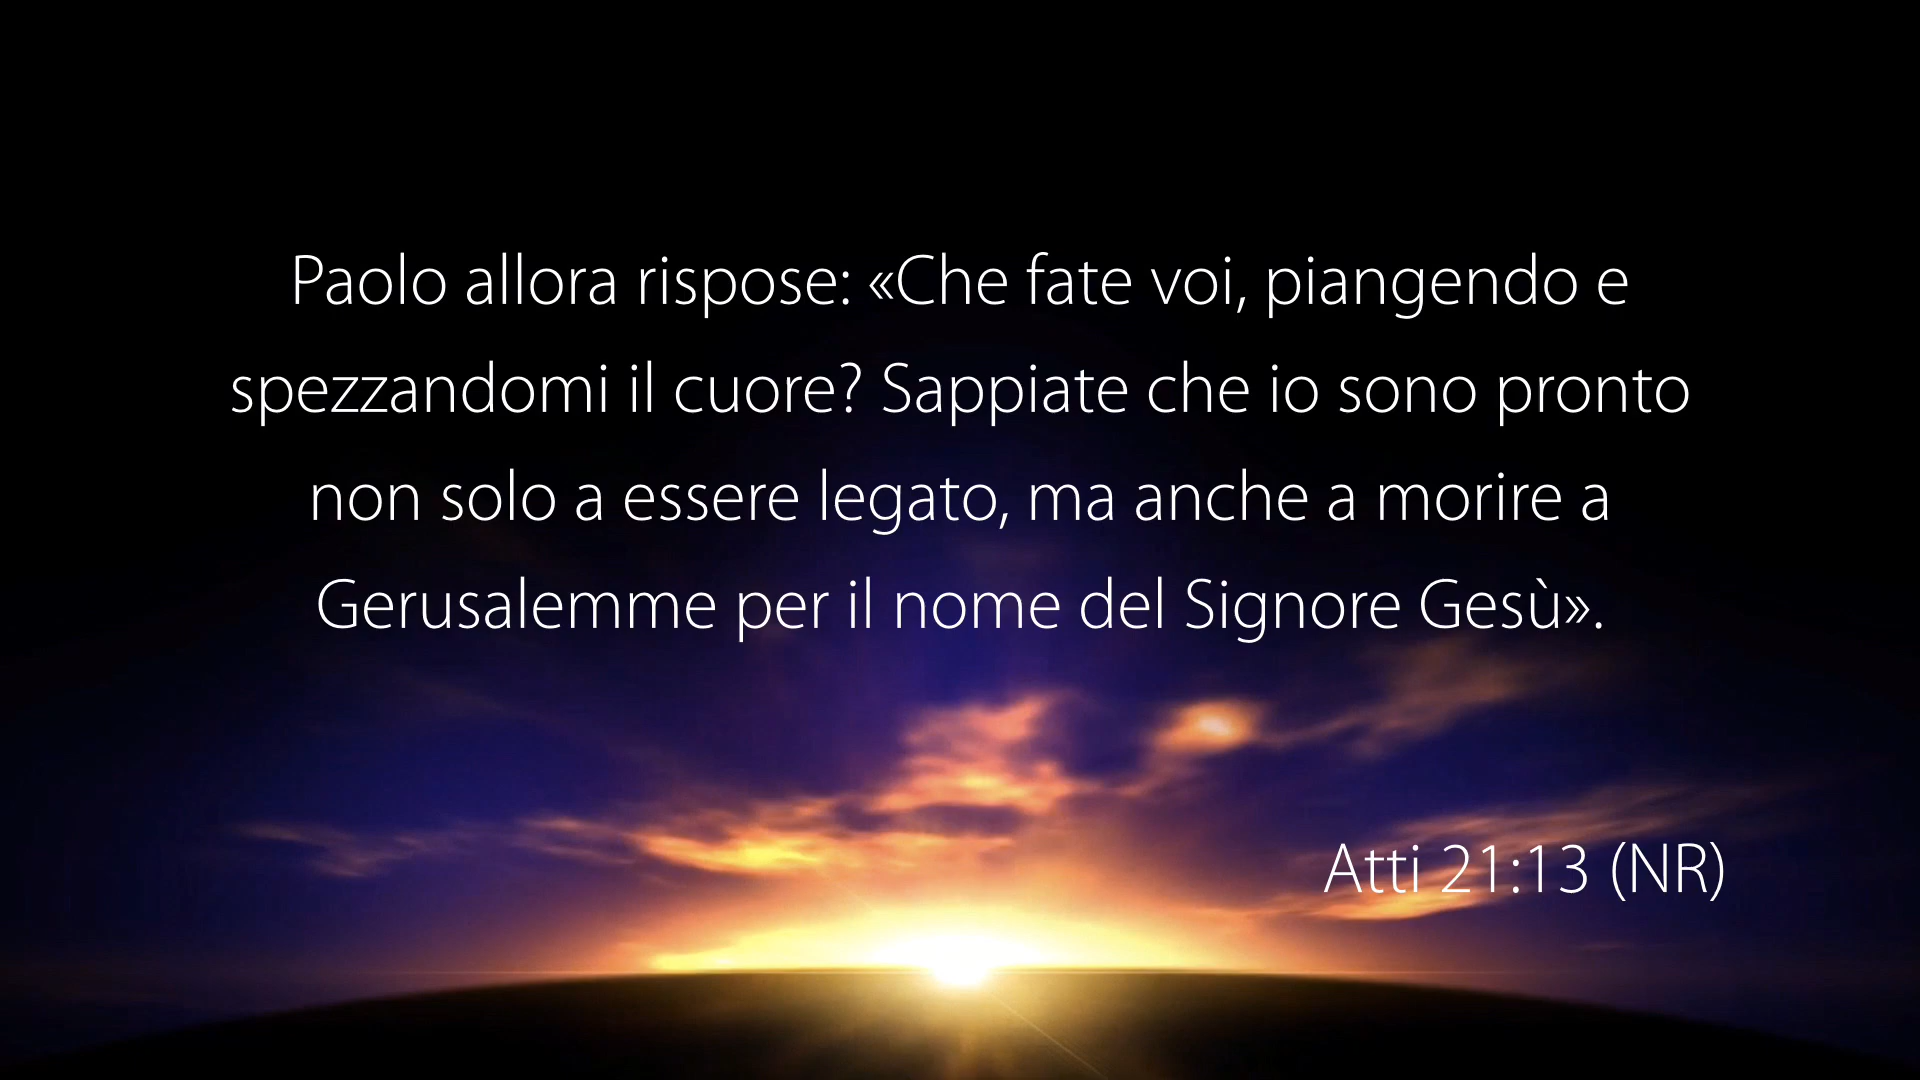 Paolo allora rispose: «Che fate voi, piangendo e
spezzandomi il cuore? Sappiate che io sono pronto
non solo a essere legato, ma anche a morire a
Gerusalemme per il nome del Signore Gesù».
Atti 21:13 (NR)